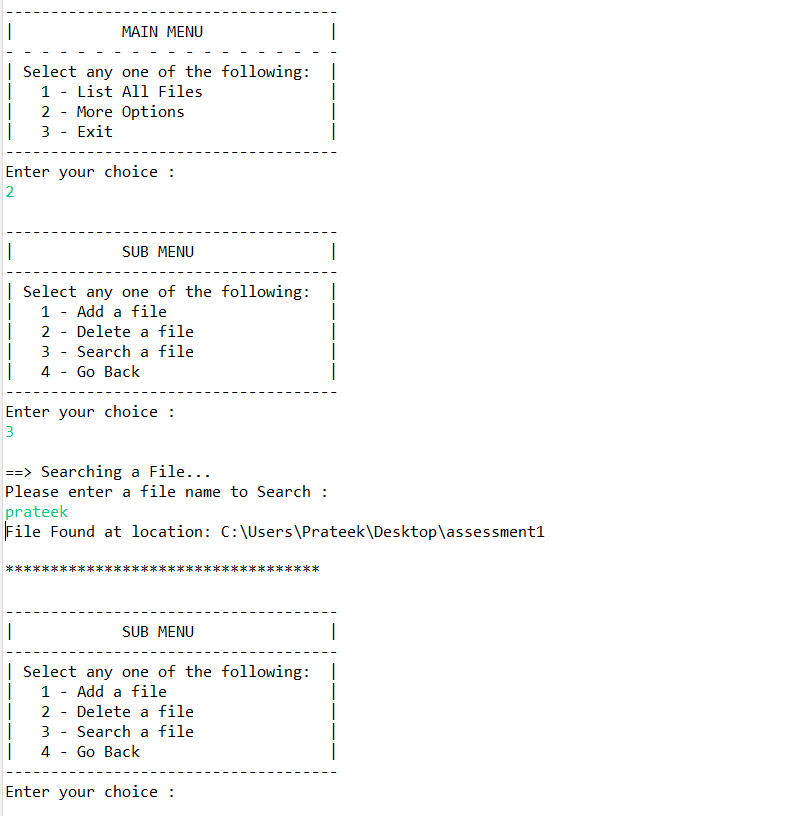 -------------------------------------
|            MAIN MENU              |
- - - - - - - - - - - - - - - - - - -
| Select any one of the following:  |
|   1 - List All Files              |
|   2 - More Options                |
|   3 - Exit                        |
-------------------------------------
Enter your choice :
2
-------------------------------------
|            SUB MENU               |
-------------------------------------
| Select any one of the following:  |
|   1 - Add a file                  |
|   2 - Delete a file               |
|   3 - Search a file               |
|   4 - Go Back                     |
-------------------------------------
Enter your choice :
3
==> Searching a File...
Please enter a file name to Search :
prateek
File Found at location: C:\Users\Prateek\Desktop\assessment1
***********************************
-------------------------------------
|            SUB MENU               |
-------------------------------------
| Select any one of the following:  |
|   1 - Add a file                  |
|   2 - Delete a file               |
|   3 - Search a file               |
|   4 - Go Back                     |
-------------------------------------
Enter your choice :